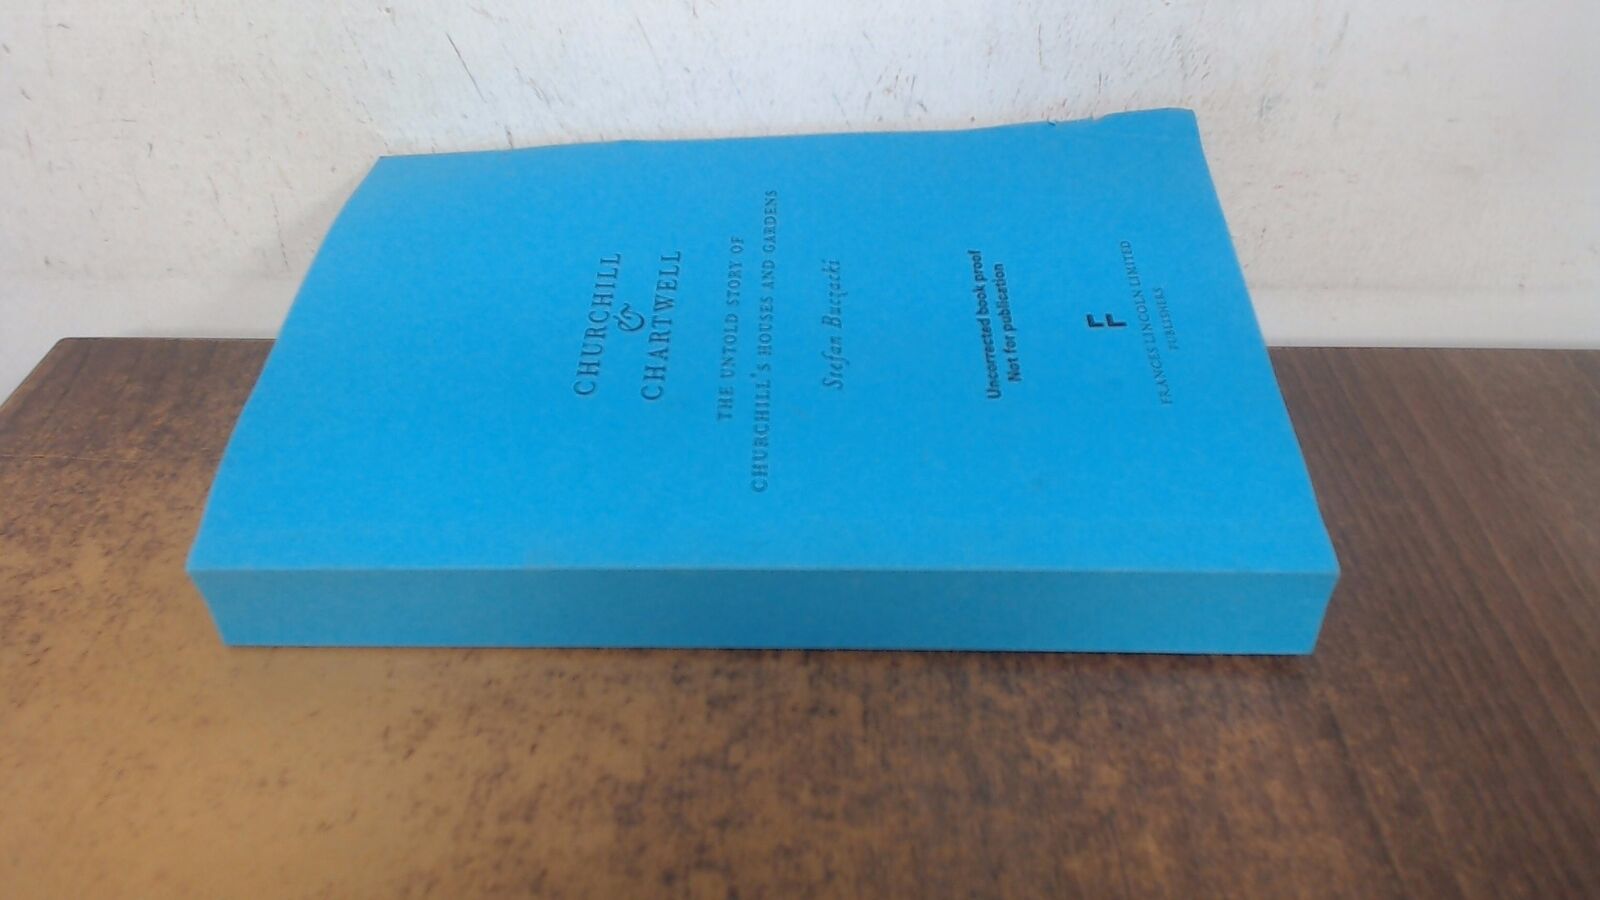 CHURCHILL
&
CHARTWELL
THE UNTOLD STORY OF
CHURCHILL'S HOUSES AND GARDENS
Stefan Buczacki
Uncorrected book proof
Not for publication
FF
FRANCES LINCOLN LIMITED
PUBLISHERS